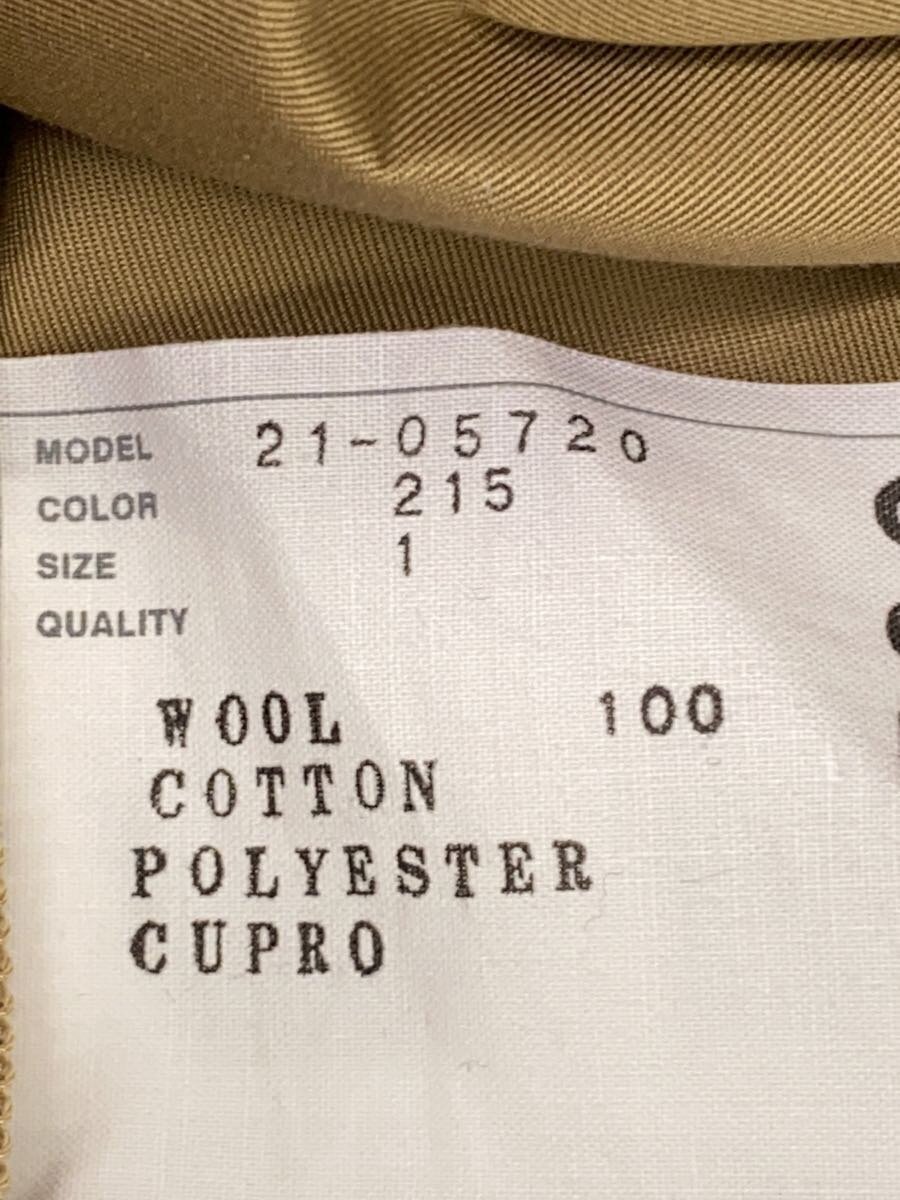 MODEL 21-05720
COLOR 215
SIZE 1
QUALITY
WOOL 100
COTTON
POLYESTER
CUPRO